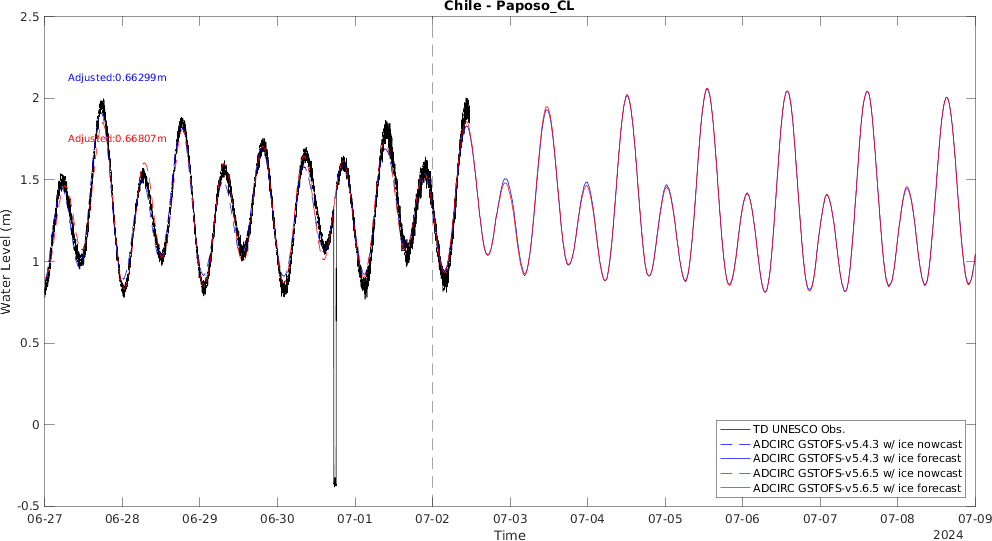 Chile - Paposo_CL
Adjusted:0.66299m
Adjusted:0.66807m
Water Level (m)
2.5
2
1.5
1
0.5
0
-0.5
06-27 06-28 06-29 06-30 07-01 07-02 07-03 07-04 07-05 07-06 07-07 07-08 07-09
Time
2024
TD UNESCO Obs.
ADCIRC GSTOFS-v5.4.3 w/ ice nowcast
ADCIRC GSTOFS-v5.4.3 w/ ice forecast
ADCIRC GSTOFS-v5.6.5 w/ ice nowcast
ADCIRC GSTOFS-v5.6.5 w/ ice forecast